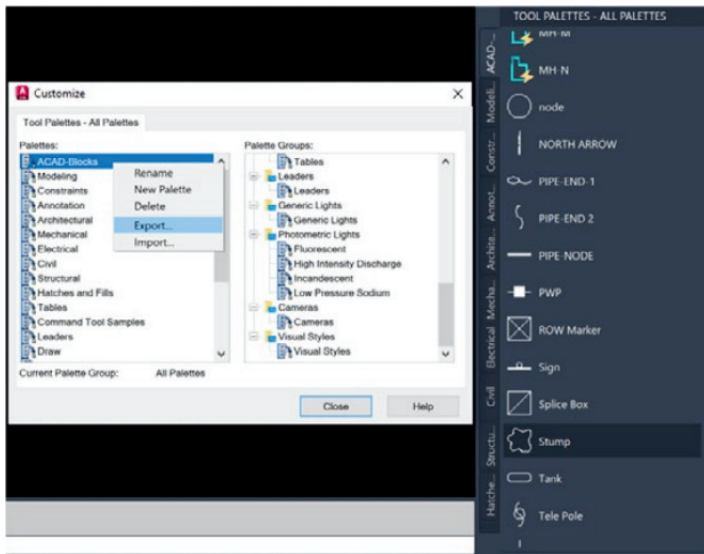 Customize
Tool Palettes - All Palettes
Palettes:
ACAD-Blocks
Modeling
Constraints
Annotation
Architectural
Mechanical
Electrical
Civil
Structural
Hatches and Fills
Tables
Command Tool Samples
Leaders
Draw
Rename
New Palette
Delete
Export...
Import...
Palette Groups:
Tables
Leaders
Leaders
Generic Lights
Generic Lights
Photometric Lights
Fluorescent
High Intensity Discharge
Incandescent
Low Pressure Sodium
Cameras
Cameras
Visual Styles
Visual Styles
Current Palette Group: All Palettes
Close Help
TOOL PALETTES - ALL PALETTES
ACAD-...
Modeli...
Constr...
Annot...
Archite...
Mecha...
Electrical
Civil
Structu...
Hatche...
MH-M
MH-N
node
NORTH ARROW
PIPE-END-1
PIPE-END 2
PIPE-NODE
PWP
ROW Marker
Sign
Splice Box
Stump
Tank
Tele Pole